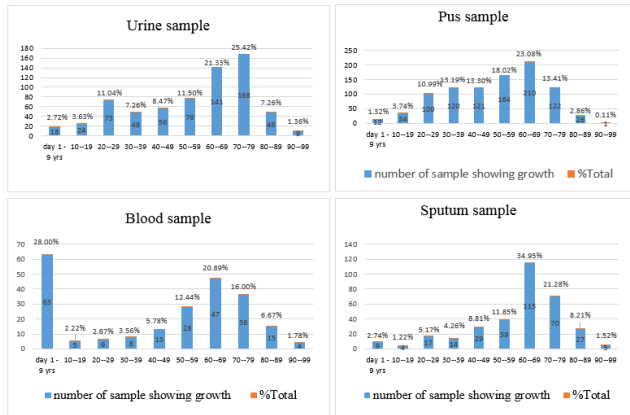 Urine sample
180
160
140
120
100
80
60
40
20
0
2.72% 3.63% 11.04% 7.26% 8.47% 11.50% 21.33% 25.42% 7.26% 1.36%
18 24 73 48 56 76 141 168 48 9
day 1 - 9 yrs 10--19 20--29 30--39 40--49 50--59 60--69 70--79 80--89 90--99
Pus sample
250
200
150
100
50
0
1.32% 3.74% 10.99% 13.19% 13.30% 18.02% 23.08% 13.41% 2.86% 0.11%
12 34 100 120 121 164 210 122 26 1
day 1 - 9 yrs 10--19 20--29 30--39 40--49 50--59 60--69 70--79 80--89 90--99
number of sample showing growth %Total
Blood sample
70
60
50
40
30
20
10
0
28.00% 2.22% 2.67% 3.56% 5.78% 12.44% 20.89% 16.00% 6.67% 1.78%
63 5 6 8 13 28 47 36 15 4
day 1 - 9 yrs 10--19 20--29 30--39 40--49 50--59 60--69 70--79 80--89 90--99
number of sample showing growth %Total
Sputum sample
140
120
100
80
60
40
20
0
2.74% 1.22% 5.17% 4.26% 8.81% 11.85% 34.95% 21.28% 8.21% 1.52%
9 4 17 14 29 39 115 70 27 5
day 1 - 9 yrs 10--19 20--29 30--39 40--49 50--59 60--69 70--79 80--89 90--99
number of sample showing growth %Total